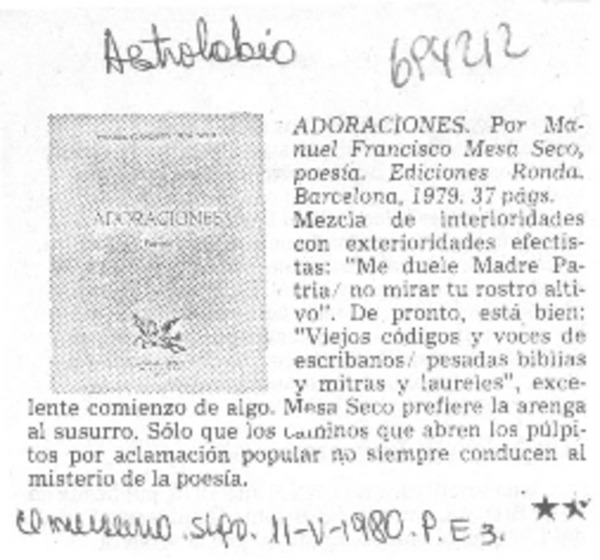 Astrolabio
694212
ADORACIONES
ADORACIONES. Por Ma-
nuel Francisco Mesa Seco,
poesía. Ediciones Ronda.
Barcelona, 1979. 37 págs.
Mezcla de interioridades
con exterioridades efectis-
tas: "Me duele Madre Pa-
tria/ no mirar tu rostro alti-
vo". De pronto, está bien:
"Viejos códigos y voces de
escribanos/ pesadas biblias
y mitras y laureles", exce-
lente comienzo de algo. Mesa Seco prefiere la arenga
al susurro. Sólo que los caminos que abren los púlpi-
tos por aclamación popular no siempre conducen al
misterio de la poesía.
El Mercurio. Stgo. 11-V-1980. P. E 3.